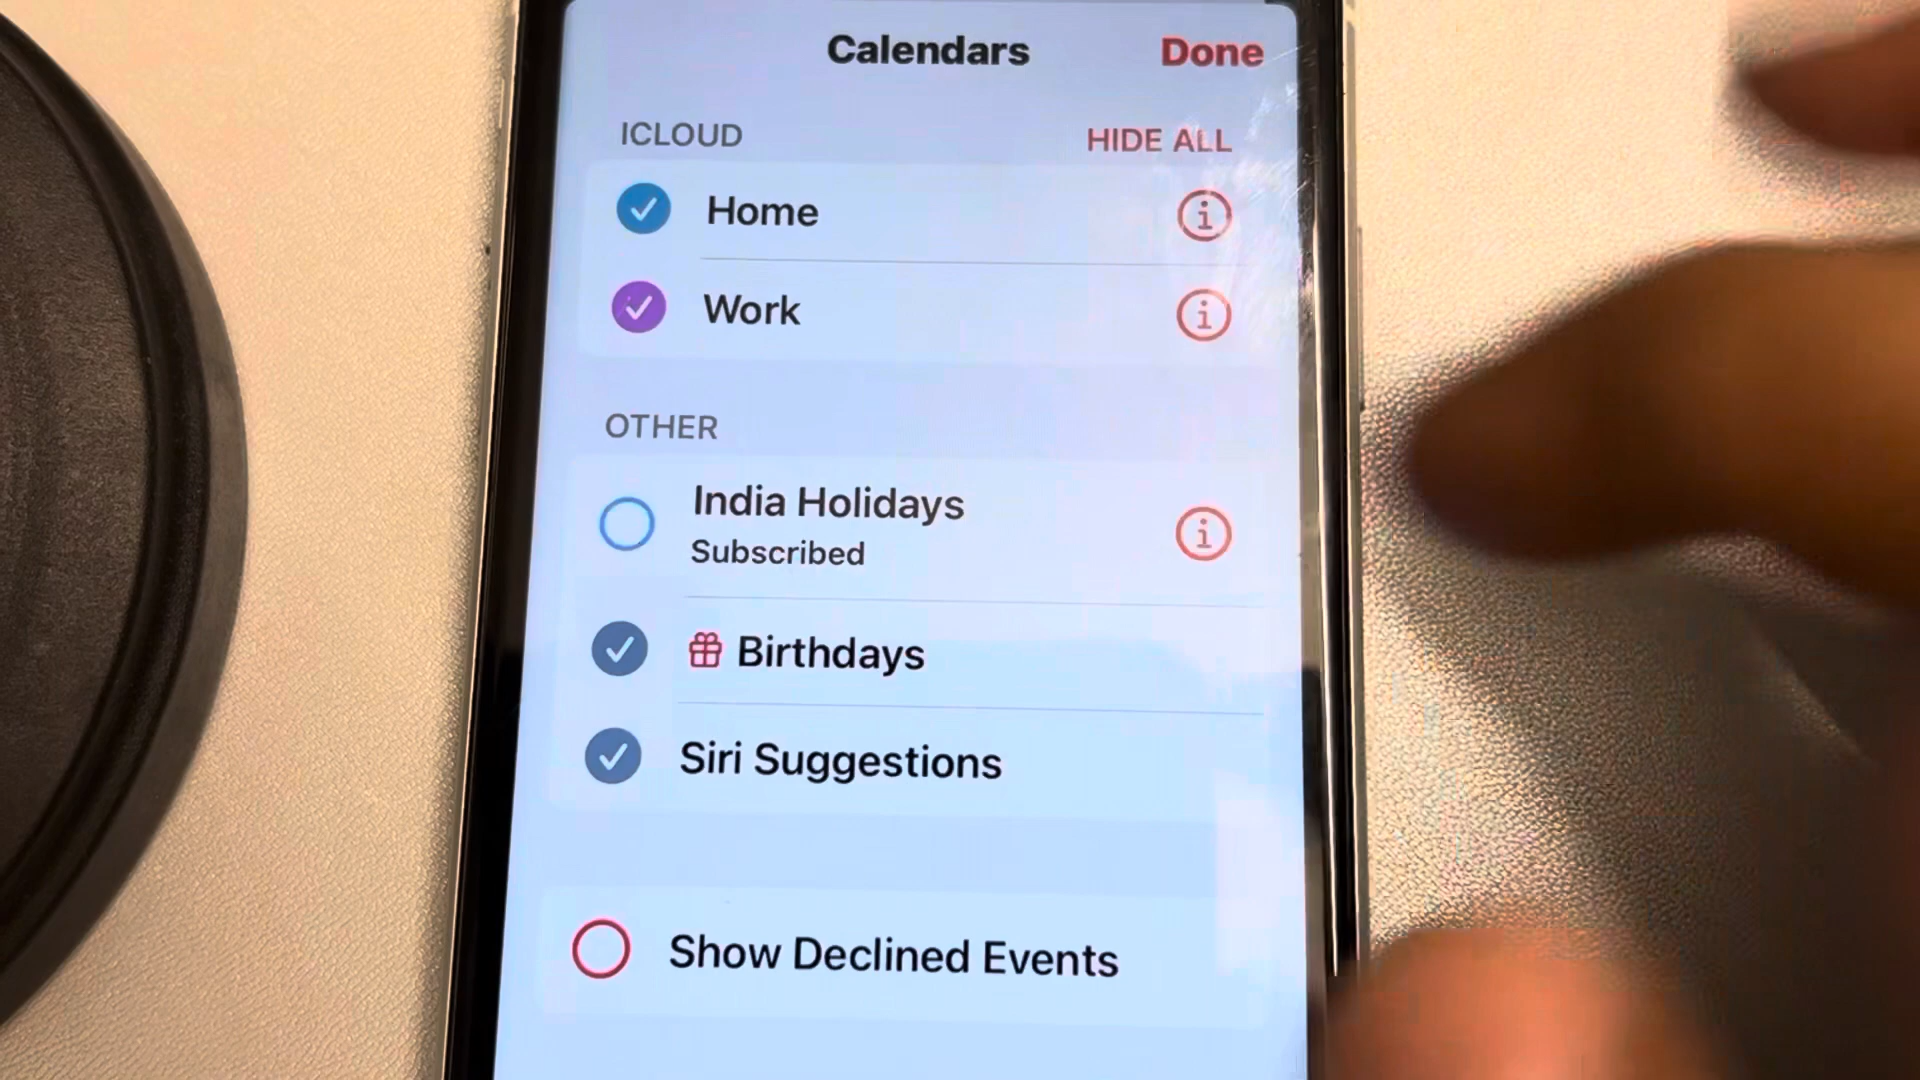 Calendars
Done
ICLOUD
HIDE ALL
Home
Work
OTHER
India Holidays
Subscribed
Birthdays
Siri Suggestions
Show Declined Events